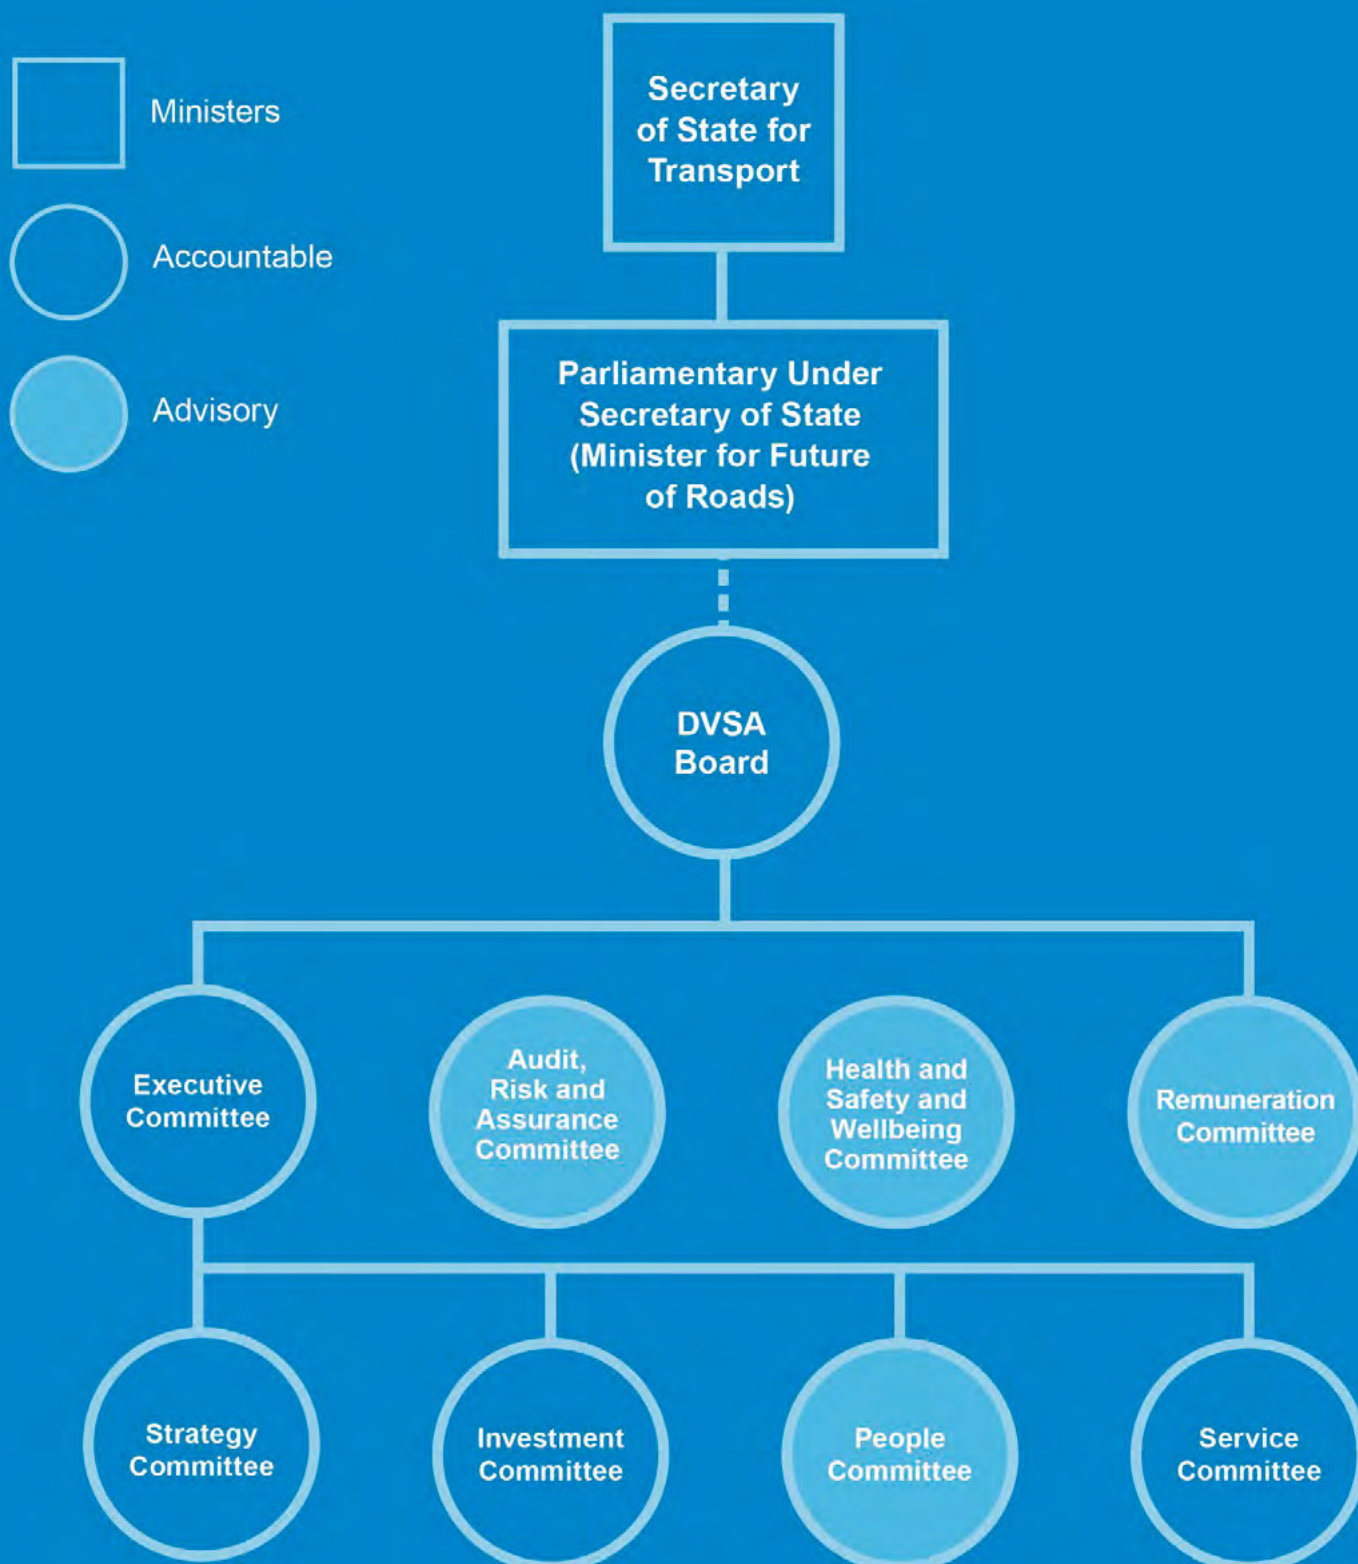 Ministers
Accountable
Advisory
Secretary
of State for
Transport
Parliamentary Under
Secretary of State
(Minister for Future
of Roads)
DVSA
Board
Executive
Committee
Audit,
Risk and
Assurance
Committee
Health and
Safety and
Wellbeing
Committee
Remuneration
Committee
Strategy
Committee
Investment
Committee
People
Committee
Service
Committee